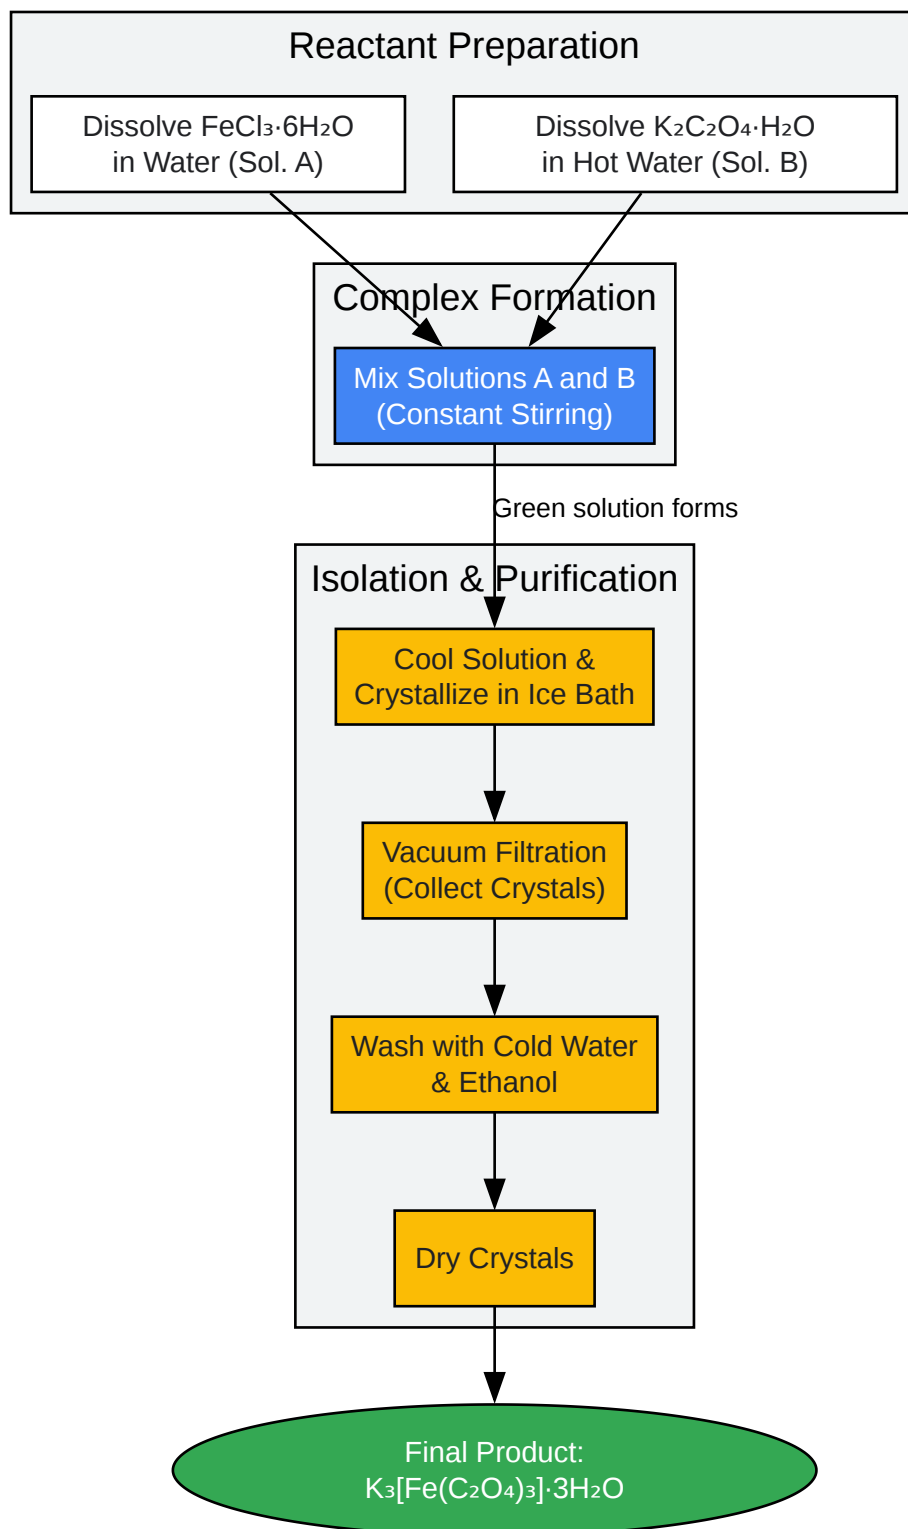 Reactant Preparation
Dissolve FeCl₃·6H₂O
in Water (Sol. A)
Dissolve K₂C₂O₄·H₂O
in Hot Water (Sol. B)
Complex Formation
Mix Solutions A and B
(Constant Stirring)
Green solution forms
Isolation & Purification
Cool Solution &
Crystallize in Ice Bath
Vacuum Filtration
(Collect Crystals)
Wash with Cold Water
& Ethanol
Dry Crystals
Final Product:
K₃[Fe(C₂O₄)₃]·3H₂O